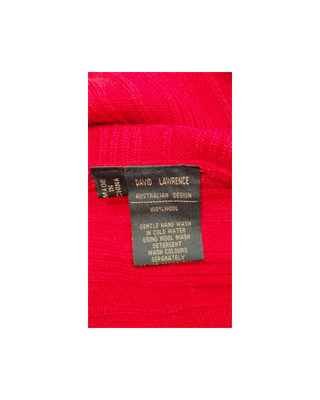 MADE
IN
CHINA
DAVID LAWRENCE
AUSTRALIAN DESIGN
100%WOOL
GENTLE HAND WASH
IN COLD WATER
USING WOOL WASH
DETERGENT
WASH COLOURS
SEPARATELY